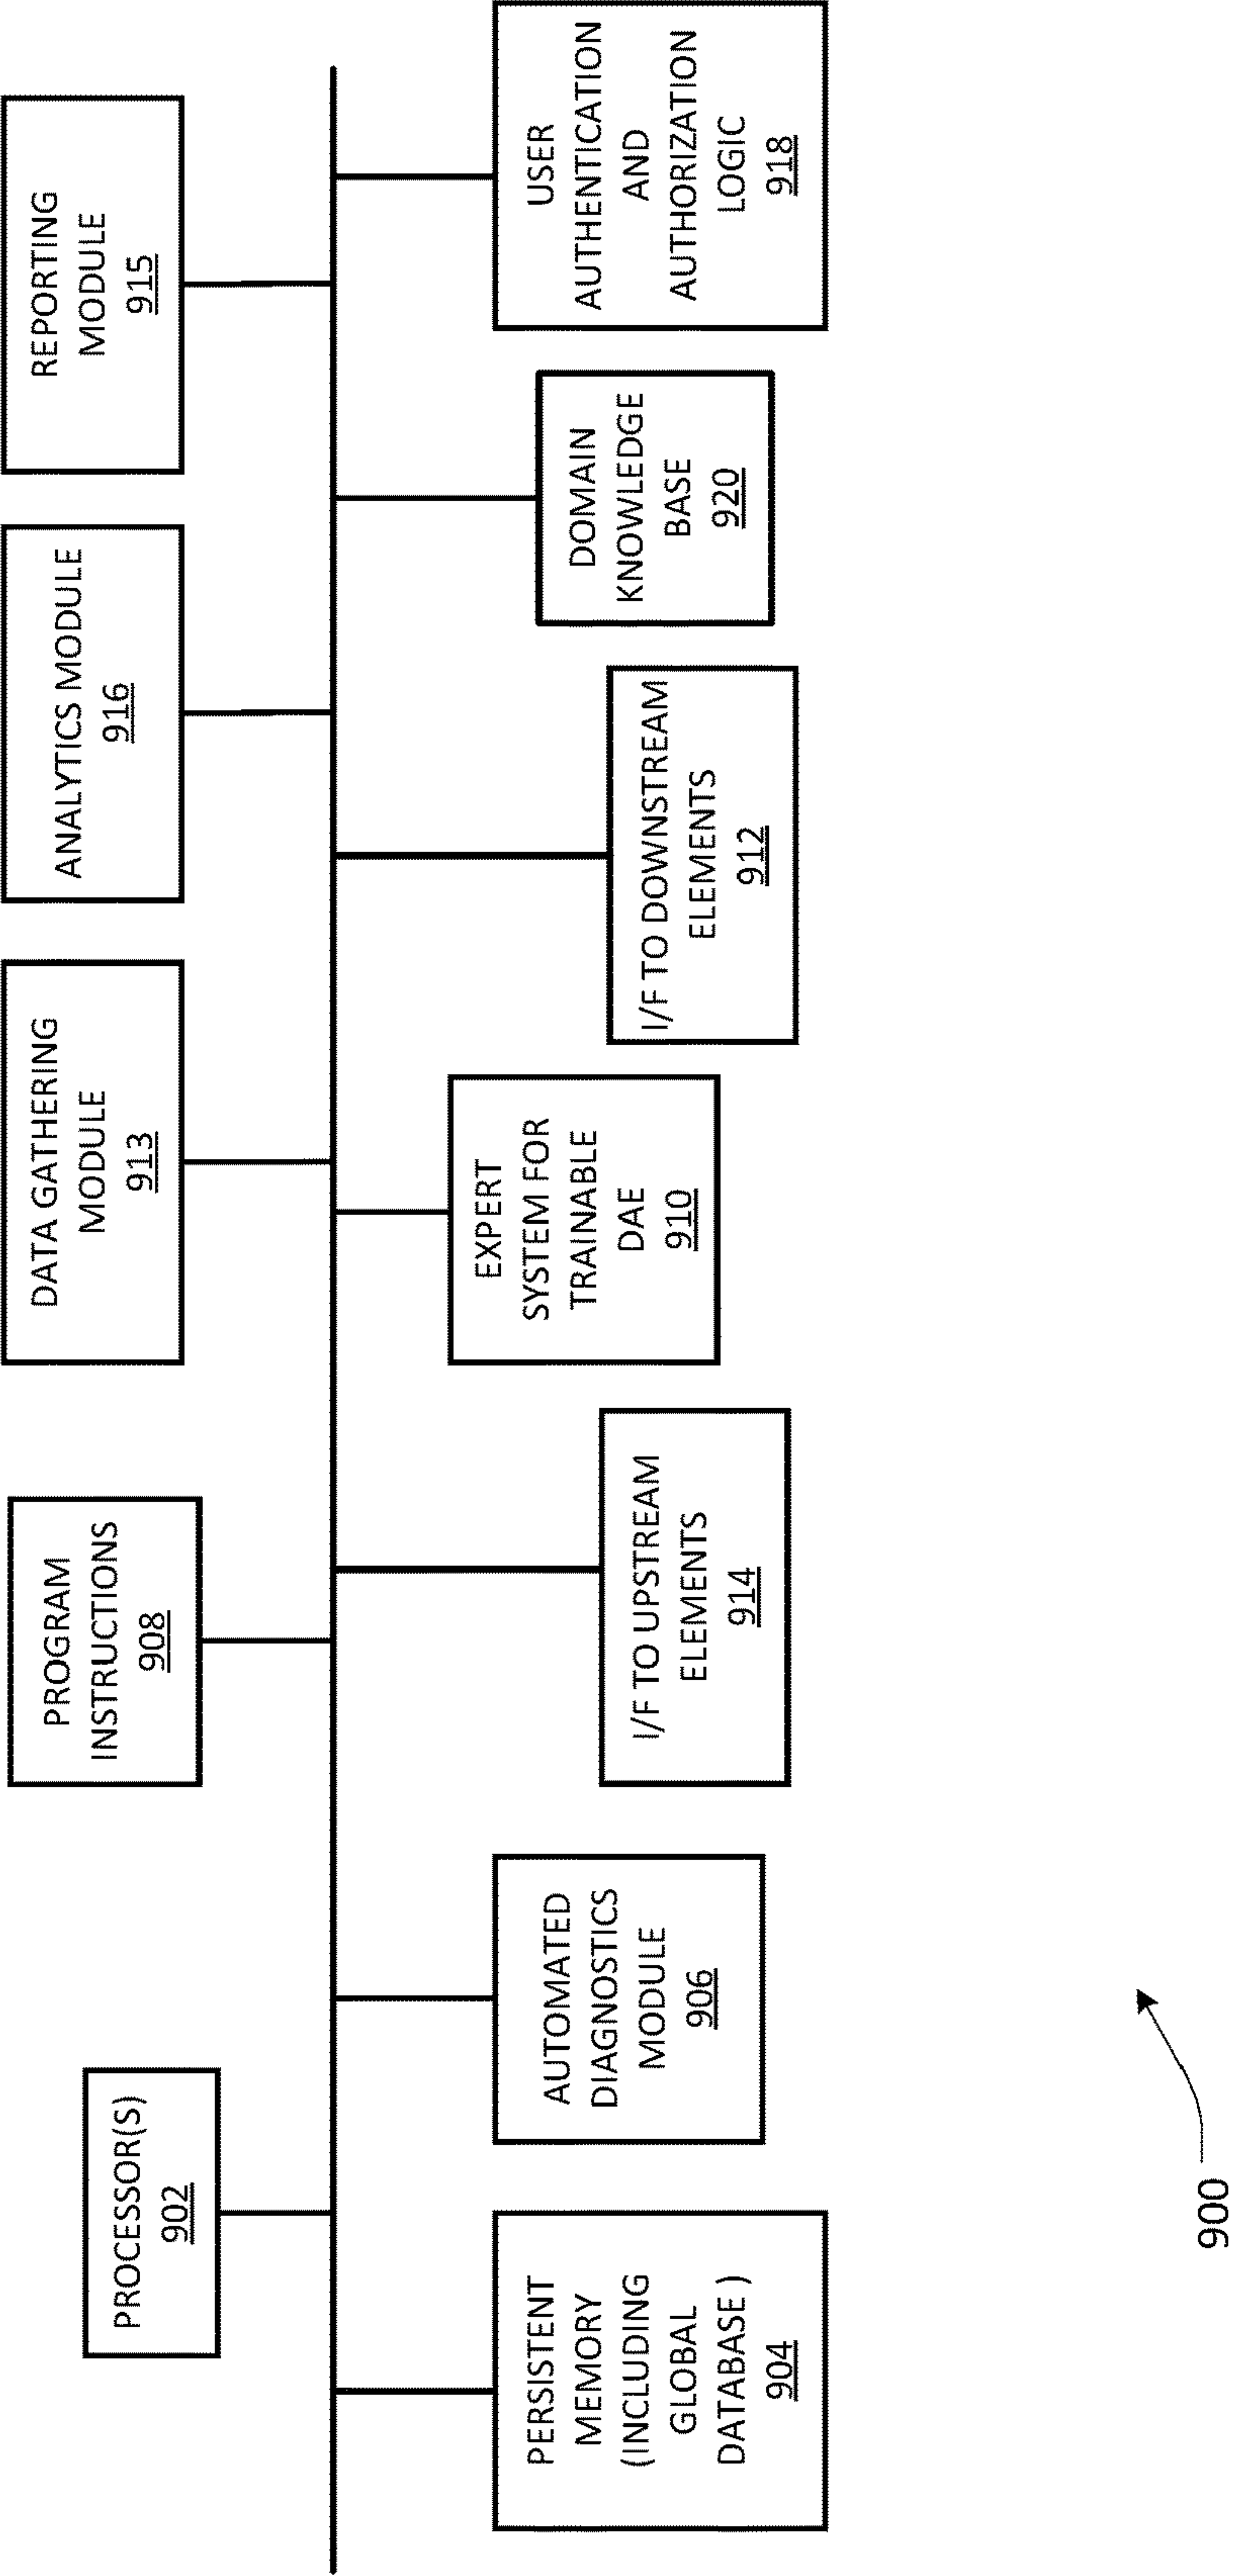 PROCESSOR(S)
902
PROGRAM
INSTRUCTIONS
908
DATA GATHERING
MODULE
913
ANALYTICS MODULE
916
REPORTING
MODULE
915
PERSISTENT
MEMORY
(INCLUDING
GLOBAL
DATABASE )
904
AUTOMATED
DIAGNOSTICS
MODULE
906
I/F TO UPSTREAM
ELEMENTS
914
EXPERT
SYSTEM FOR
TRAINABLE
DAE
910
I/F TO DOWNSTREAM
ELEMENTS
912
DOMAIN
KNOWLEDGE
BASE
920
USER
AUTHENTICATION
AND
AUTHORIZATION
LOGIC
918
900